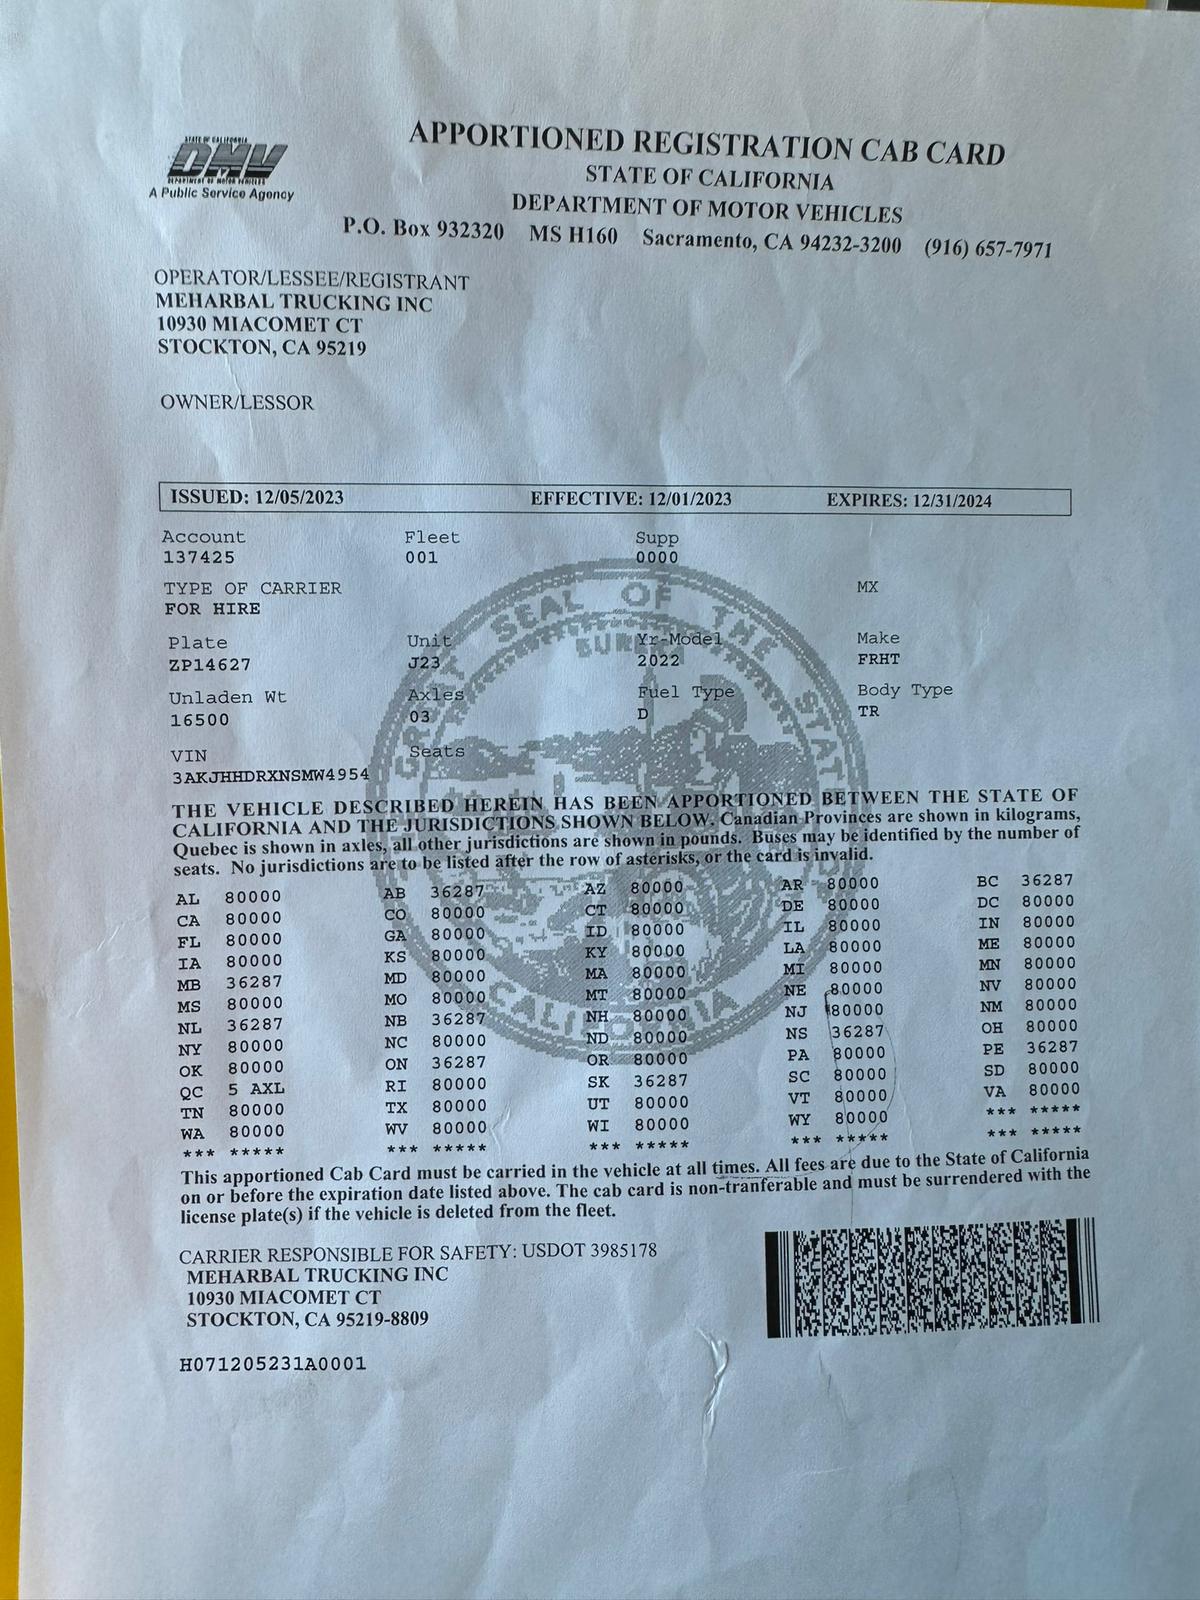 STATE OF CALIFORNIA
DMV
DEPARTMENT OF MOTOR VEHICLES
A Public Service Agency
APPORTIONED REGISTRATION CAB CARD
STATE OF CALIFORNIA
DEPARTMENT OF MOTOR VEHICLES
P.O. Box 932320 MS H160 Sacramento, CA 94232-3200 (916) 657-7971
OPERATOR/LESSEE/REGISTRANT
MEHARBAL TRUCKING INC
10930 MIACOMET CT
STOCKTON, CA 95219
OWNER/LESSOR
ISSUED: 12/05/2023 EFFECTIVE: 12/01/2023 EXPIRES: 12/31/2024
Account Fleet Supp
137425 001 0000
TYPE OF CARRIER MX
FOR HIRE
Plate Unit Yr-Model Make
ZP14627 J23 2022 FRHT
Unladen Wt Axles Fuel Type Body Type
16500 03 D TR
VIN Seats
3AKJHHDRXNSMW4954
THE VEHICLE DESCRIBED HEREIN HAS BEEN APPORTIONED BETWEEN THE STATE OF
CALIFORNIA AND THE JURISDICTIONS SHOWN BELOW. Canadian Provinces are shown in kilograms,
Quebec is shown in axles, all other jurisdictions are shown in pounds. Buses may be identified by the number of
seats. No jurisdictions are to be listed after the row of asterisks, or the card is invalid.
AL 80000 AB 36287 AZ 80000 AR 80000 BC 36287
CA 80000 CO 80000 CT 80000 DE 80000 DC 80000
FL 80000 GA 80000 ID 80000 IL 80000 IN 80000
IA 80000 KS 80000 KY 80000 LA 80000 ME 80000
MB 36287 MD 80000 MA 80000 MI 80000 MN 80000
MS 80000 MO 80000 MT 80000 NE 80000 NV 80000
NL 36287 NB 36287 NH 80000 NJ 80000 NM 80000
NY 80000 NC 80000 ND 80000 NS 36287 OH 80000
OK 80000 ON 36287 OR 80000 PA 80000 PE 36287
QC 5 AXL RI 80000 SK 36287 SC 80000 SD 80000
TN 80000 TX 80000 UT 80000 VT 80000 VA 80000
WA 80000 WV 80000 WI 80000 WY 80000 *** *****
*** ***** *** ***** *** ***** *** ***** *** *****
This apportioned Cab Card must be carried in the vehicle at all times. All fees are due to the State of California
on or before the expiration date listed above. The cab card is non-tranferable and must be surrendered with the
license plate(s) if the vehicle is deleted from the fleet.
CARRIER RESPONSIBLE FOR SAFETY: USDOT 3985178
MEHARBAL TRUCKING INC
10930 MIACOMET CT
STOCKTON, CA 95219-8809
H071205231A0001